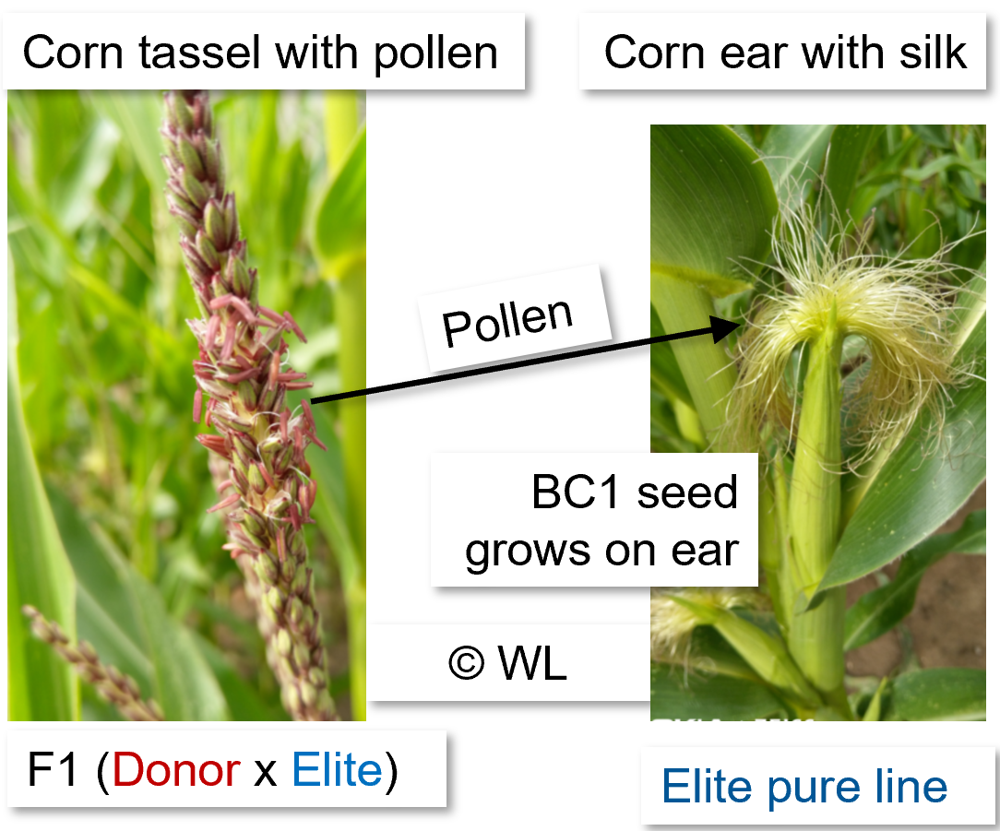 Corn tassel with pollen
Corn ear with silk
Pollen
BC1 seed
grows on ear
© WL
F1 (Donor x Elite)
Elite pure line